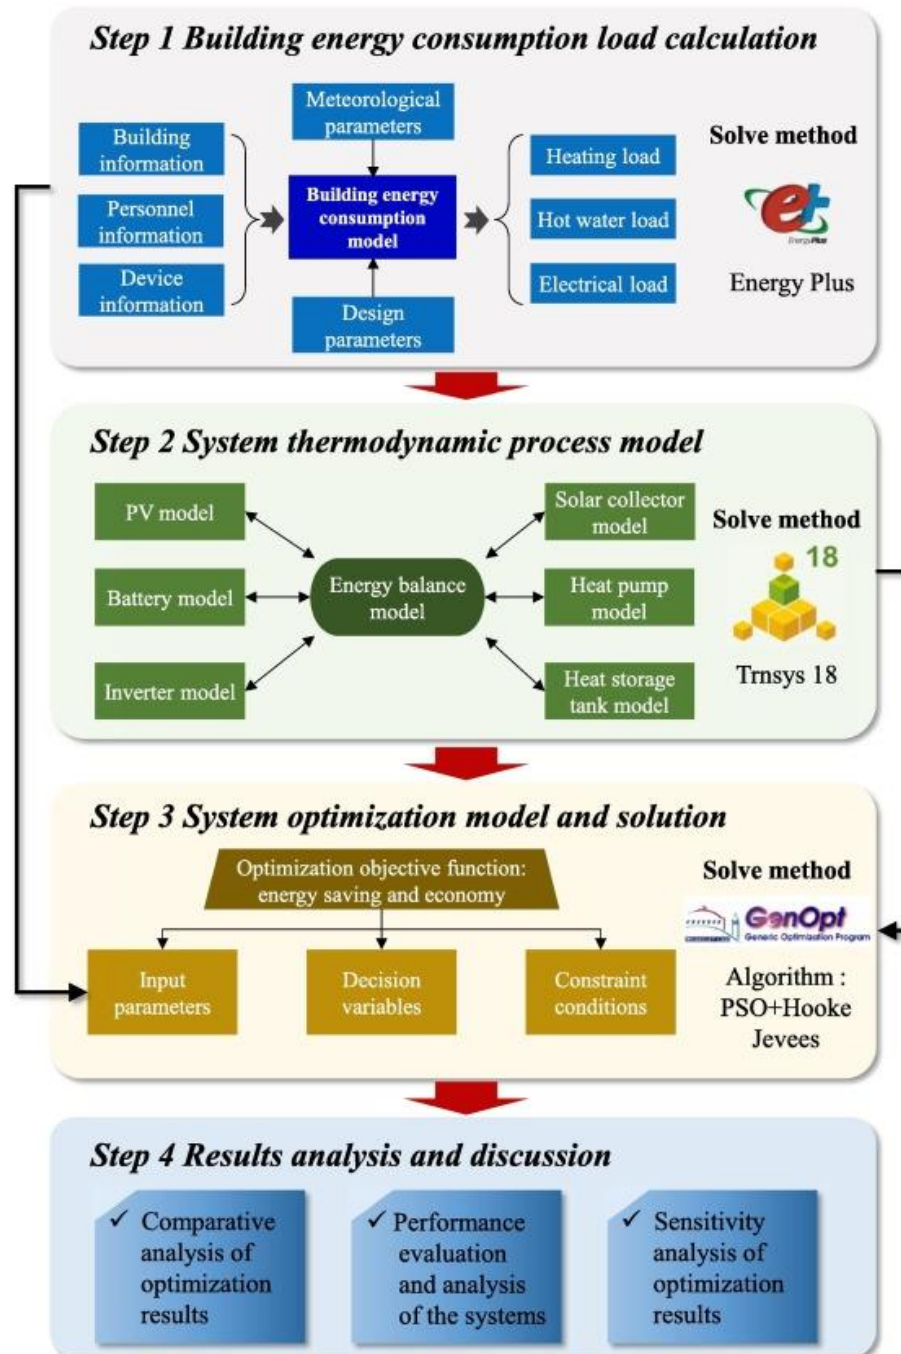 Step 1 Building energy consumption load calculation
Meteorological
parameters
Building
information
Personnel
information
Device
information
Building energy
consumption
model
Design
parameters
Heating load
Hot water load
Electrical load
Solve method
et
EnergyPlus
Energy Plus
Step 2 System thermodynamic process model
PV model
Battery model
Inverter model
Energy balance
model
Solar collector
model
Heat pump
model
Heat storage
tank model
Solve method
18
Trnsys 18
Step 3 System optimization model and solution
Optimization objective function:
energy saving and economy
Input
parameters
Decision
variables
Constraint
conditions
Solve method
GenOpt
Generic Optimization Program
Algorithm :
PSO+Hooke
Jevees
Step 4 Results analysis and discussion
✓ Comparative
analysis of
optimization
results
✓ Performance
evaluation
and analysis
of the systems
✓ Sensitivity
analysis of
optimization
results